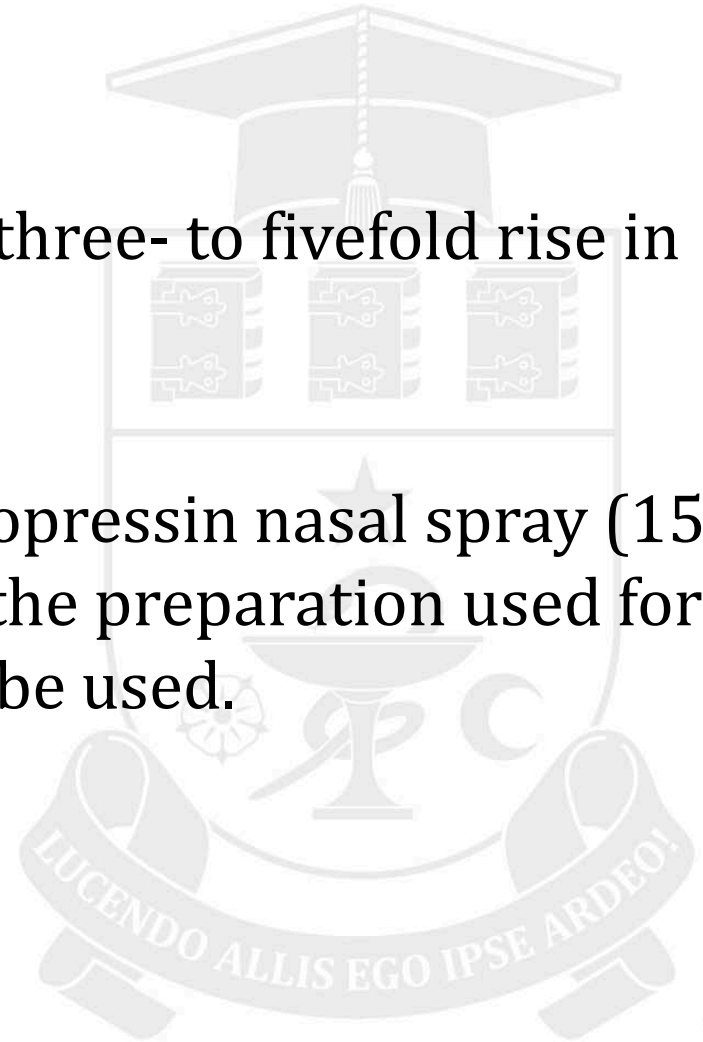 three- to fivefold rise in
opressin nasal spray (15
the preparation used for
be used.
LUCENDO ALLIS EGO IPSE ARDEO!